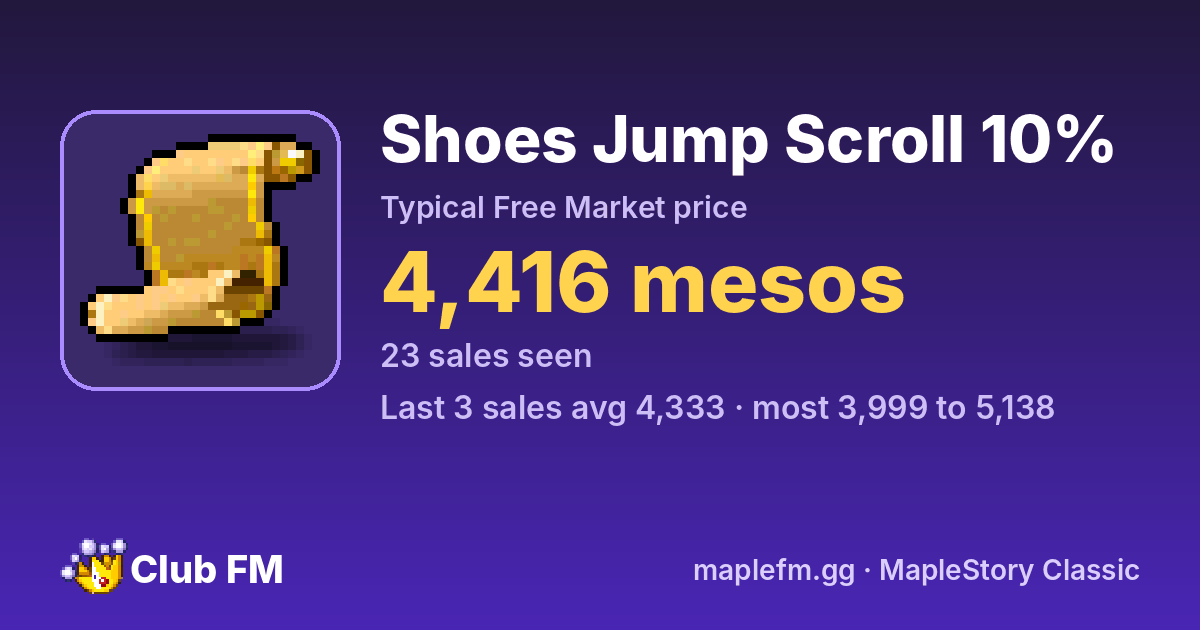 Shoes Jump Scroll 10%
Typical Free Market price
4,416 mesos
23 sales seen
Last 3 sales avg 4,333 · most 3,999 to 5,138
Club FM
maplefm.gg · MapleStory Classic